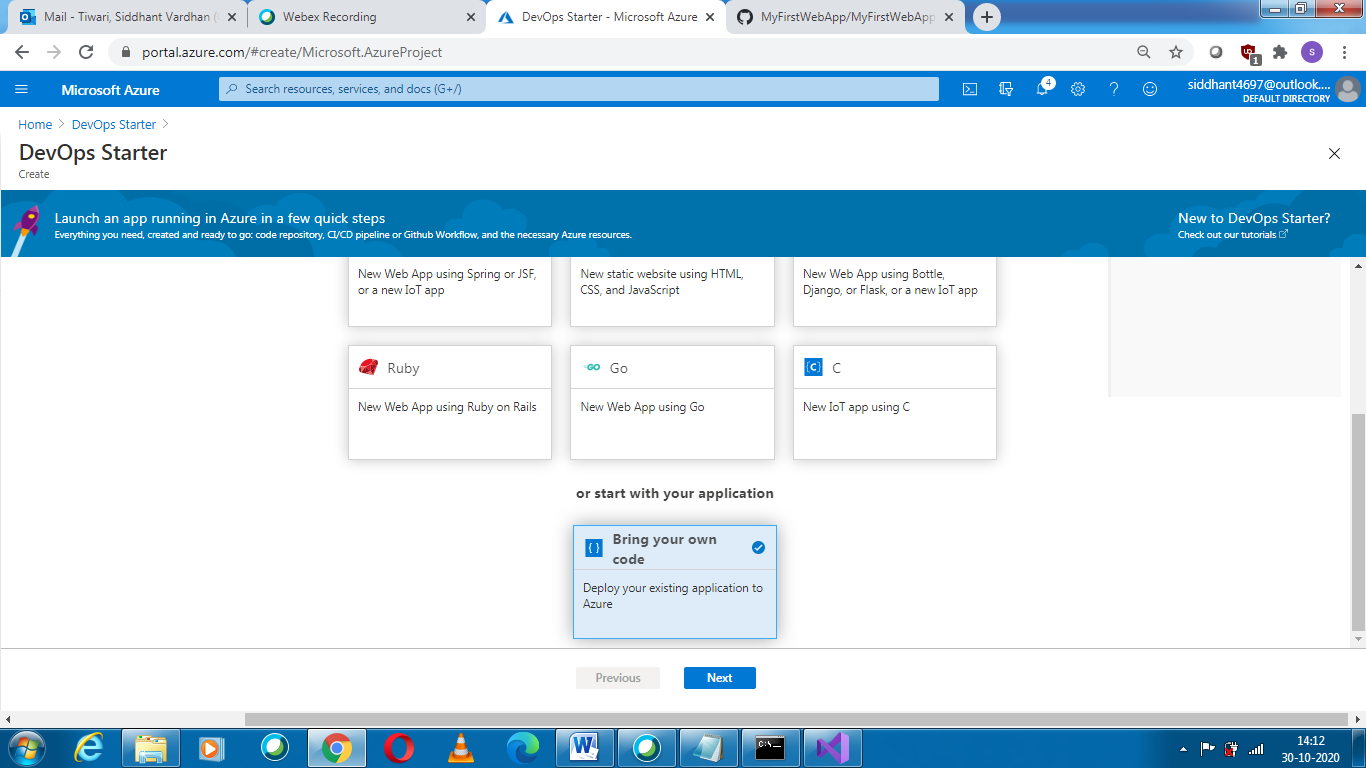 Mail - Tiwari, Siddhant Vardhan (
Webex Recording
DevOps Starter - Microsoft Azure
MyFirstWebApp/MyFirstWebApp
portal.azure.com/#create/Microsoft.AzureProject
1
s
Microsoft Azure
Search resources, services, and docs (G+/)
4
siddhant4697@outlook....
DEFAULT DIRECTORY
Home
DevOps Starter
DevOps Starter
Create
Launch an app running in Azure in a few quick steps
Everything you need, created and ready to go: code repository, CI/CD pipeline or Github Workflow, and the necessary Azure resources.
New to DevOps Starter?
Check out our tutorials
New Web App using Spring or JSF,
or a new IoT app
New static website using HTML,
CSS, and JavaScript
New Web App using Bottle,
Django, or Flask, or a new IoT app
Ruby
New Web App using Ruby on Rails
GO
Go
New Web App using Go
{C}
C
New IoT app using C
or start with your application
{ }
Bring your own
code
Deploy your existing application to
Azure
Previous
Next
14:12
30-10-2020